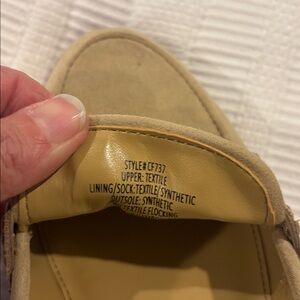 STYLE# CF737
UPPER: TEXTILE
LINING/SOCK: TEXTILE/SYNTHETIC
OUTSOLE: SYNTHETIC
TEXTILE FLOCKING